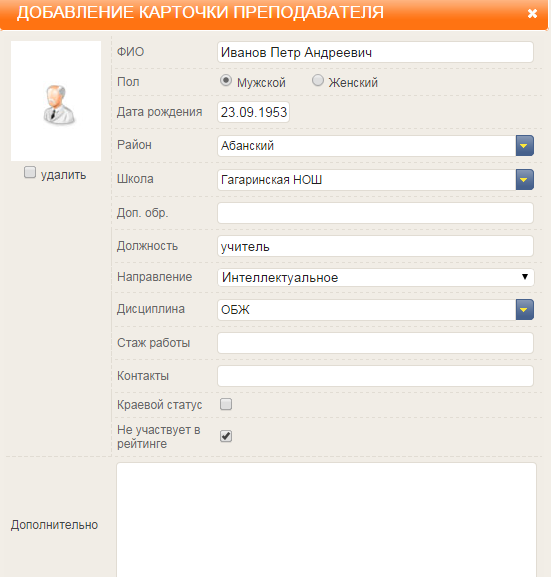 ДОБАВЛЕНИЕ КАРТОЧКИ ПРЕПОДАВАТЕЛЯ
ФИО Иванов Петр Андреевич
Пол Мужской Женский
Дата рождения 23.09.1953
Район Абанский
удалить
Школа Гагаринская НОШ
Доп. обр.
Должность учитель
Направление Интеллектуальное
Дисциплина ОБЖ
Стаж работы
Контакты
Краевой статус
Не участвует в
рейтинге
Дополнительно